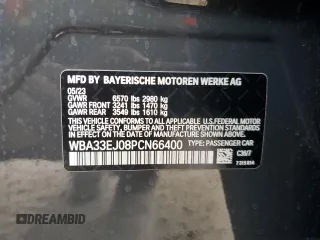 MFD BY BAYERISCHE MOTOREN WERKE AG
05/23
GVWR 6570 lbs 2980 kg
GAWR FRONT 3241 lbs 1470 kg
GAWR REAR 3549 lbs 1610 kg
THIS VEHICLE CONFORMS TO ALL APPLICABLE U.S. FEDERAL MOTOR
VEHICLE SAFETY, BUMPER, AND THEFT PREVENTION STANDARDS IN
EFFECT ON THE DATE OF MANUFACTURE SHOWN ABOVE.
WBA33EJ08PCN66400
TYPE: PASSENGER CAR
C36/7
DREAMBID